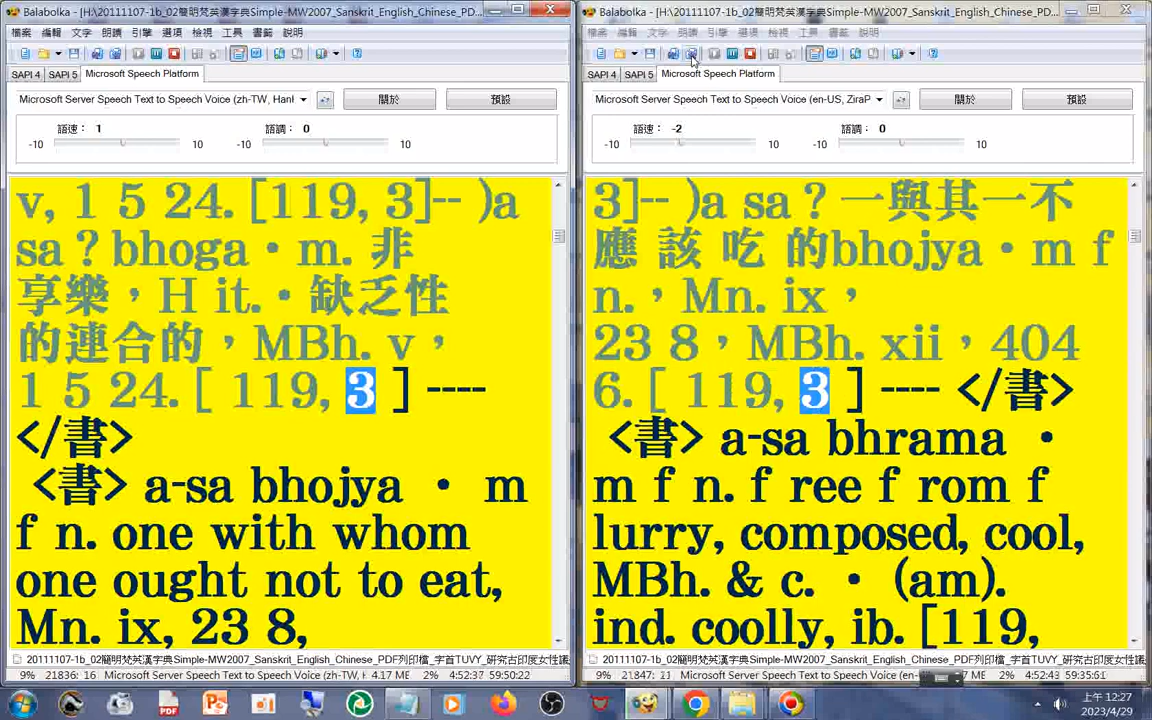 Balabolka - [H:\20111107-1b_02簡明梵英漢字典Simple-MW2007_Sanskrit_English_Chinese_PD...
檔案 編輯 文字 朗讀 引擎 選項 檢視 工具 書籤 說明
SAPI 4 SAPI 5 Microsoft Speech Platform
Microsoft Server Speech Text to Speech Voice (zh-TW, Hanl
關於 預設
語速： 1 語調： 0
-10 10 -10 10
v, 1 5 24. [119, 3]-- )a
sa？bhoga・m. 非
享樂，H it.・缺乏性
的連合的，MBh. v，
1 5 24. [ 119, 3 ] ----
</書>
<書> a-sa bhojya ・ m
f n. one with whom
one ought not to eat,
Mn. ix, 23 8,
20111107-1b_02簡明梵英漢字典Simple-MW2007_Sanskrit_English_Chinese_PDF列印檔_字首TUVY_研究古印度女性議
9% 21836: 16 Microsoft Server Speech Text to Speech Voice (zh-TW, H 4.17 MB 2% 4:52:37 59:50:22
Balabolka - [H:\20111107-1b_02簡明梵英漢字典Simple-MW2007_Sanskrit_English_Chinese_PD...
檔案 編輯 文字 朗讀 引擎 選項 檢視 工具 書籤 說明
SAPI 4 SAPI 5 Microsoft Speech Platform
Microsoft Server Speech Text to Speech Voice (en-US, ZiraP
關於 預設
語速： -2 語調： 0
-10 10 -10 10
3]-- )a sa？一與其一不
應 該 吃 的bhojya・m f
n.，Mn. ix，
23 8，MBh. xii，404
6. [ 119, 3 ] ---- </書>
<書> a-sa bhrama ・
m f n. f ree f rom f
lurry, composed, cool,
MBh. & c. ・ (am).
ind. coolly, ib. [119,
20111107-1b_02簡明梵英漢字典Simple-MW2007_Sanskrit_English_Chinese_PDF列印檔_字首TUVY_研究古印度女性議
9% 21847: 11 Microsoft Server Speech Text to Speech Voice 4.17 MB 2% 4:52:43 59:35:61
上午 12:27
2023/4/29